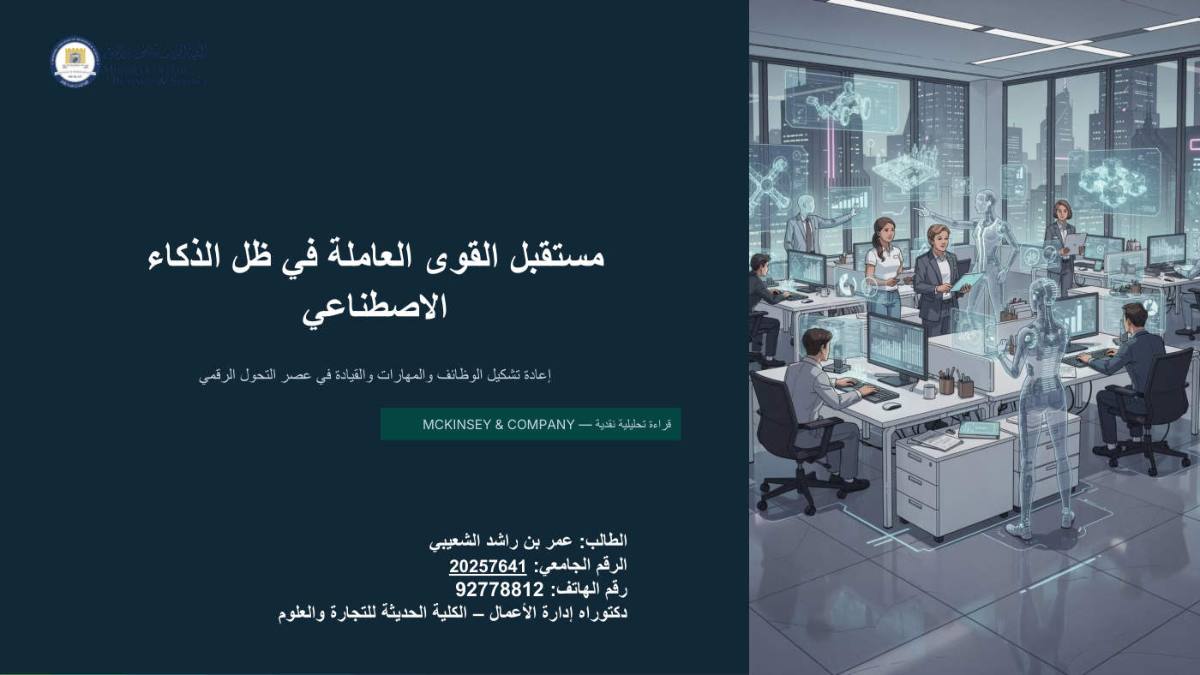 مستقبل القوى العاملة في ظل الذكاء
الاصطناعي
إعادة تشكيل الوظائف والمهارات والقيادة في عصر التحول الرقمي
قراءة تحليلية نقدية — MCKINSEY & COMPANY
الطالب: عمر بن راشد الشعيبي
الرقم الجامعي: 20257641
رقم الهاتف: 92778812
دكتوراه إدارة الأعمال – الكلية الحديثة للتجارة والعلوم